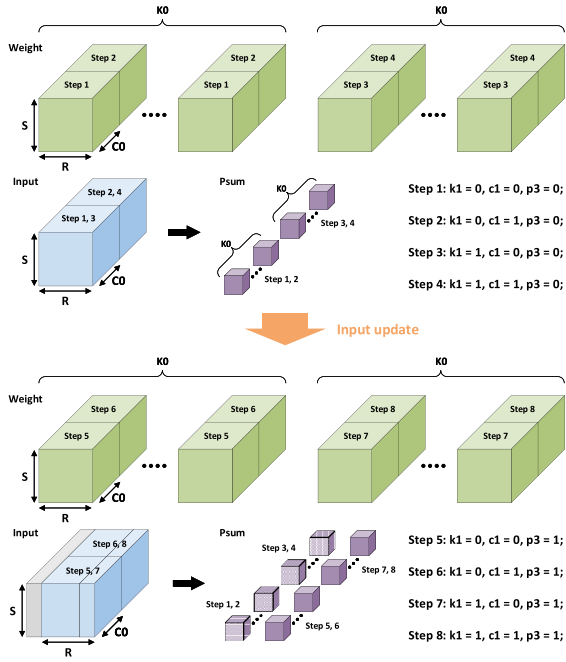 K0 K0
Weight
Step 2 Step 2 Step 4 Step 4
Step 1 Step 1 Step 3 Step 3
S
C0
R
Input Psum
Step 2, 4
Step 1, 3
S
C0
R
K0
Step 3, 4
K0
Step 1, 2
Step 1: k1 = 0, c1 = 0, p3 = 0;
Step 2: k1 = 0, c1 = 1, p3 = 0;
Step 3: k1 = 1, c1 = 0, p3 = 0;
Step 4: k1 = 1, c1 = 1, p3 = 0;
Input update
K0 K0
Weight
Step 6 Step 6 Step 8 Step 8
Step 5 Step 5 Step 7 Step 7
S
C0
R
Input Psum
Step 6, 8
Step 5, 7
S
C0
R
Step 3, 4
Step 7, 8
Step 1, 2
Step 5, 6
Step 5: k1 = 0, c1 = 0, p3 = 1;
Step 6: k1 = 0, c1 = 1, p3 = 1;
Step 7: k1 = 1, c1 = 0, p3 = 1;
Step 8: k1 = 1, c1 = 1, p3 = 1;